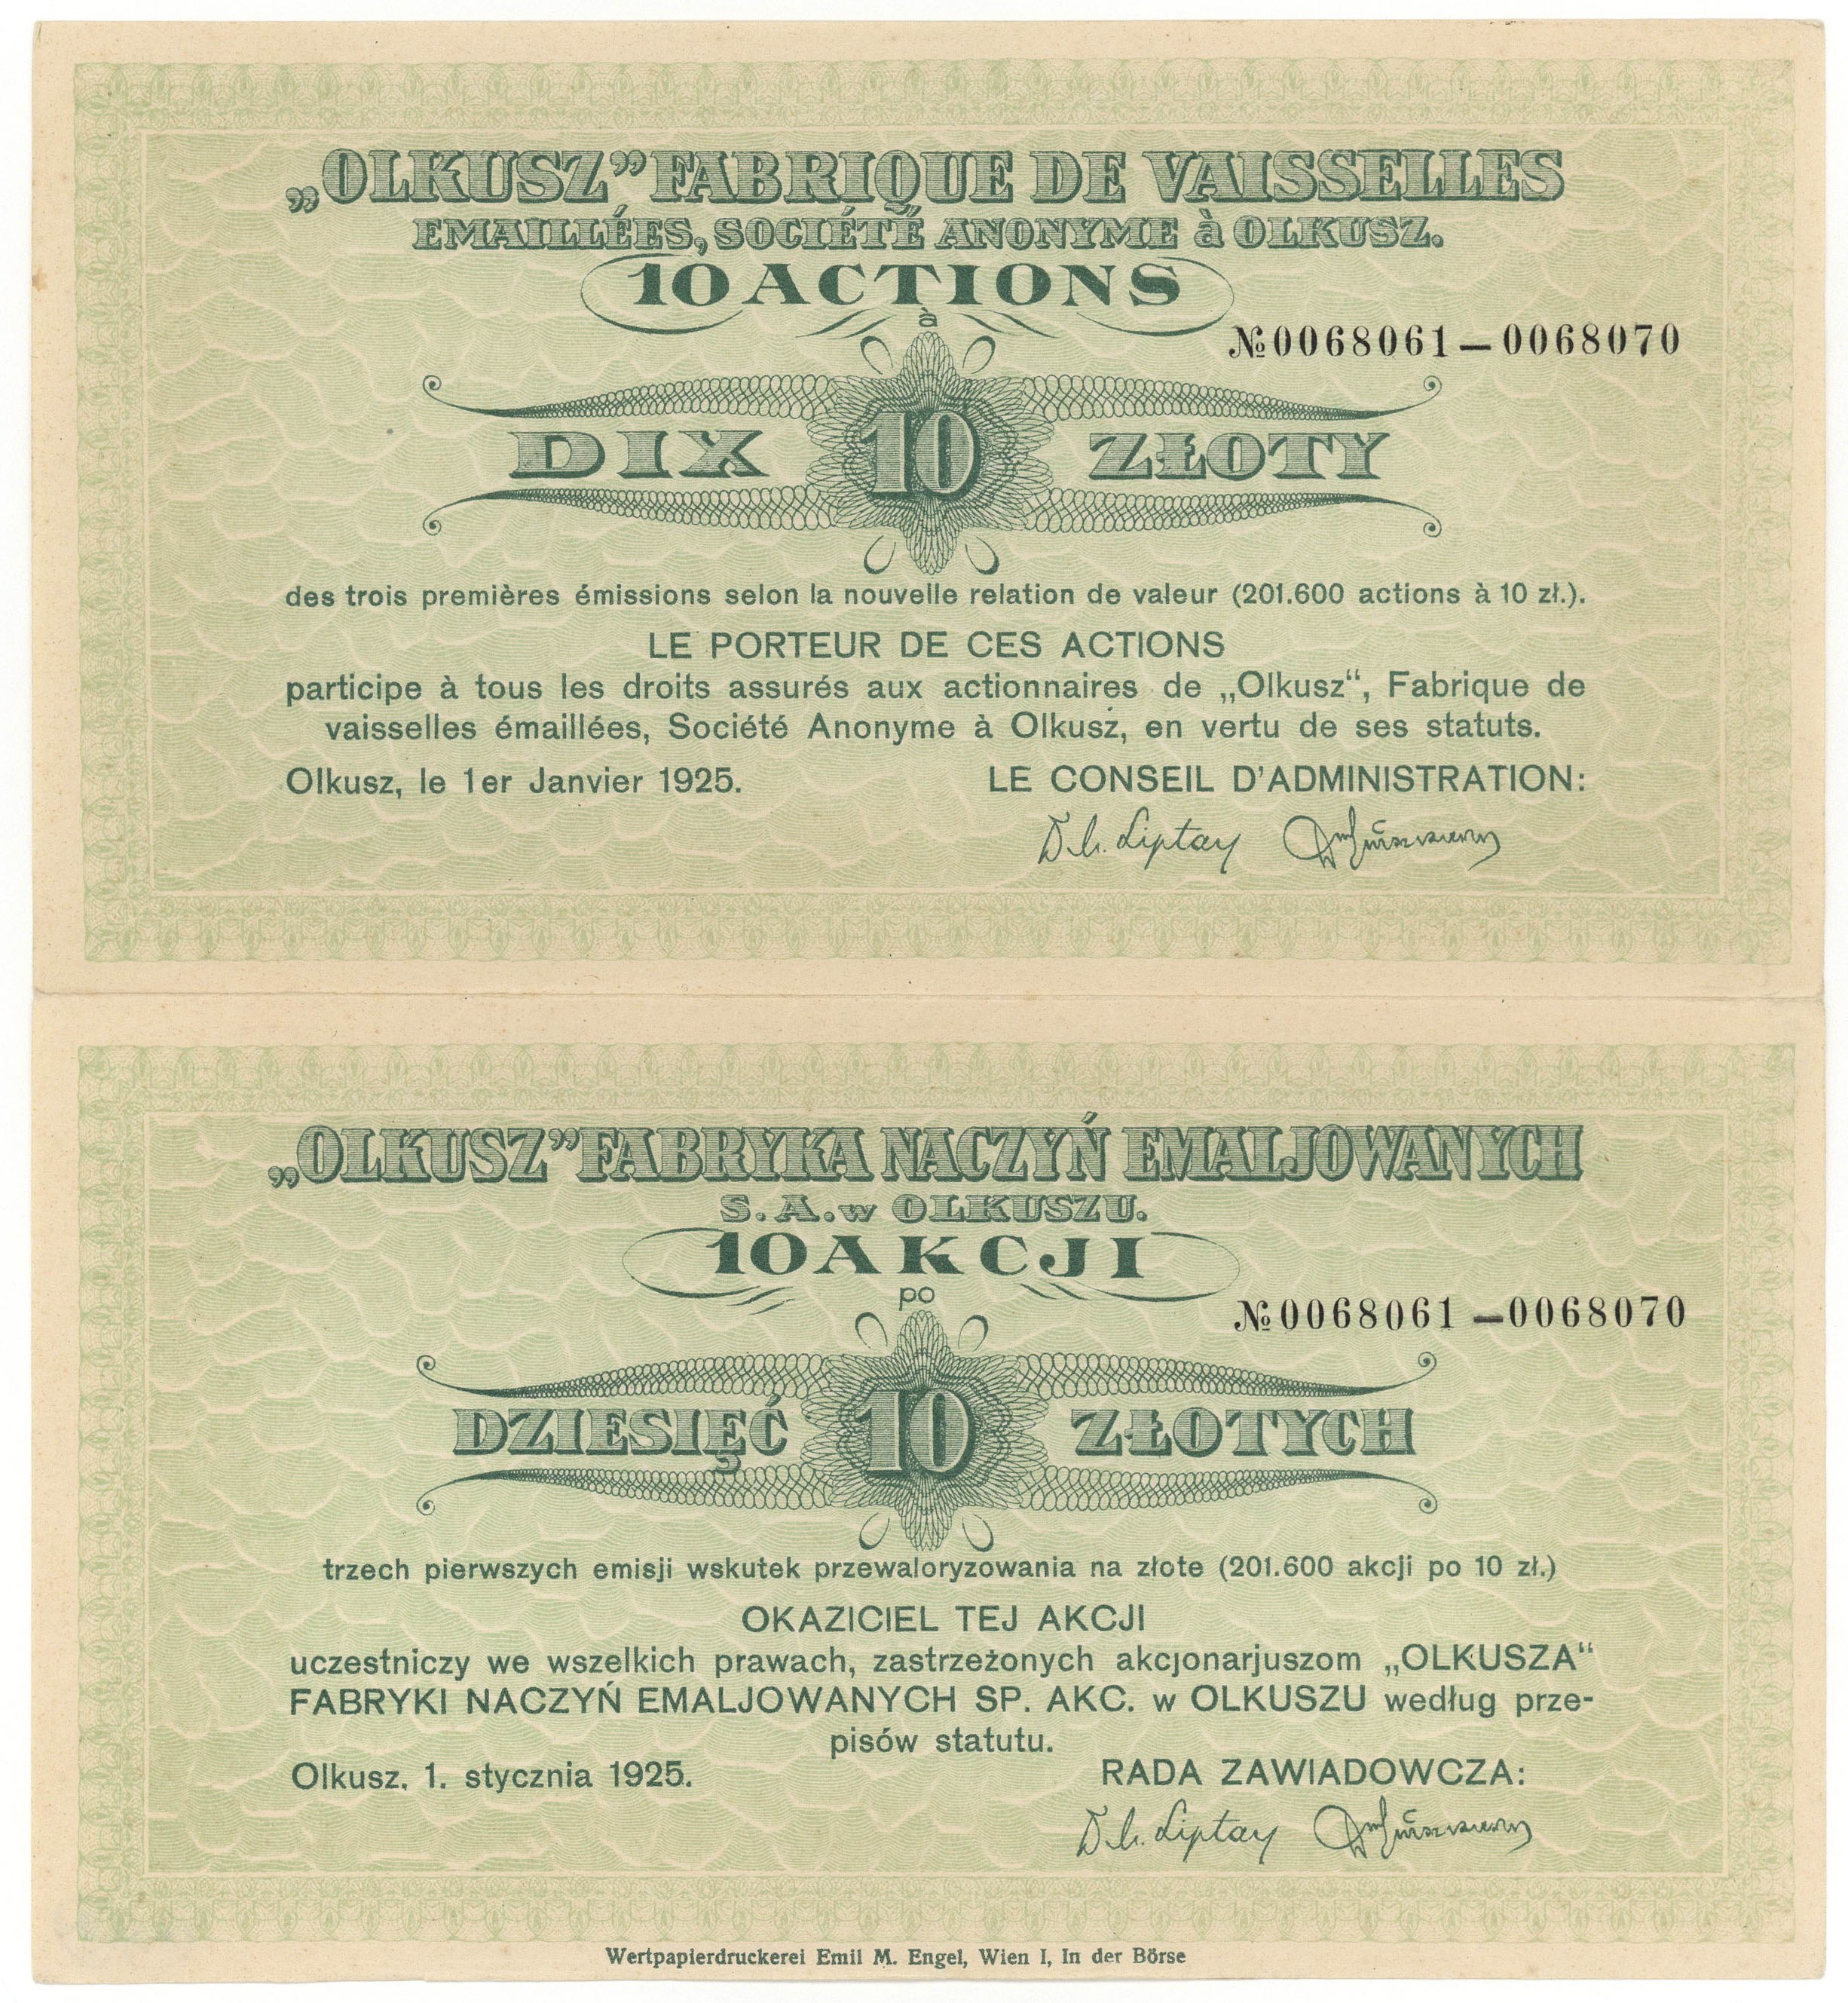 „OLKUSZ” FABRIQUE DE VAISSELLES
EMAILLÉES, SOCIÉTÉ ANONYME à OLKUSZ.
10 ACTIONS
à
№ 0068061 — 0068070
DIX 10 ZŁOTY
des trois premières émissions selon la nouvelle relation de valeur (201.600 actions à 10 zł.).
LE PORTEUR DE CES ACTIONS
participe à tous les droits assurés aux actionnaires de „Olkusz“, Fabrique de
vaisselles émaillées, Société Anonyme à Olkusz, en vertu de ses statuts.
Olkusz, le 1er Janvier 1925. LE CONSEIL D'ADMINISTRATION:
Liptay
„OLKUSZ” FABRYKA NACZYŃ EMALJOWANYCH
S. A. w OLKUSZU.
10 AKCJI
po
№ 0068061 — 0068070
DZIESIĘĆ 10 ZŁOTYCH
trzech pierwszych emisji wskutek przewaloryzowania na złote (201.600 akcji po 10 zł.)
OKAZICIEL TEJ AKCJI
uczestniczy we wszelkich prawach, zastrzeżonych akcjonarjuszom „OLKUSZA“
FABRYKI NACZYŃ EMALJOWANYCH SP. AKC. w OLKUSZU według prze-
pisów statutu.
Olkusz, 1. stycznia 1925. RADA ZAWIADOWCZA:
Liptay
Wertpapierdruckerei Emil M. Engel, Wien I, In der Börse